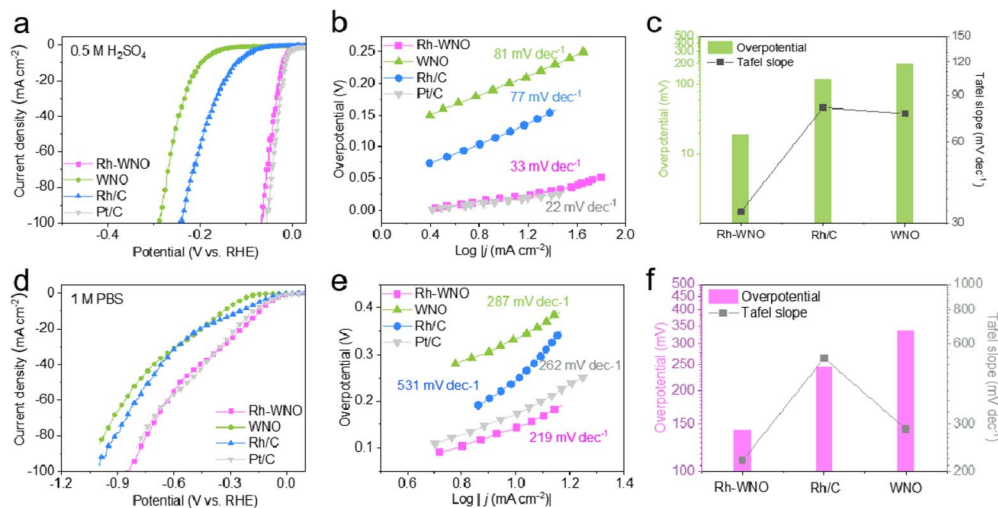 a
0.5 M H2SO4
Current density (mA cm-2)
0
-20
-40
-60
-80
-100
Rh-WNO
WNO
Rh/C
Pt/C
-0.4
-0.2
0.0
Potential (V vs. RHE)
b
Overpotential (V)
0.25
0.20
0.15
0.10
0.05
0.00
Rh-WNO
WNO
Rh/C
Pt/C
81 mV dec-1
77 mV dec-1
33 mV dec-1
22 mV dec-1
0.0
0.4
0.8
1.2
1.6
2.0
Log |j (mA cm-2)|
c
Overpotential (mV)
500
400
300
200
100
10
Overpotential
Tafel slope
150
120
90
60
30
Tafel slope (mV dec-1)
Rh-WNO
Rh/C
WNO
d
1 M PBS
Current density (mA cm-2)
0
-20
-40
-60
-80
-100
Rh-WNO
WNO
Rh/C
Pt/C
-1.2
-0.9
-0.6
-0.3
-0.0
Potential (V vs. RHE)
e
Overpotential (V)
0.4
0.3
0.2
0.1
Rh-WNO
WNO
Rh/C
Pt/C
287 mV dec-1
262 mV dec-1
531 mV dec-1
219 mV dec-1
0.6
0.8
1.0
1.2
1.4
Log | j (mA cm-2)|
f
Overpotential (mV)
500
450
400
350
300
250
200
150
100
Overpotential
Tafel slope
1000
900
800
700
600
500
400
300
200
Tafel slope (mV dec-1)
Rh-WNO
Rh/C
WNO